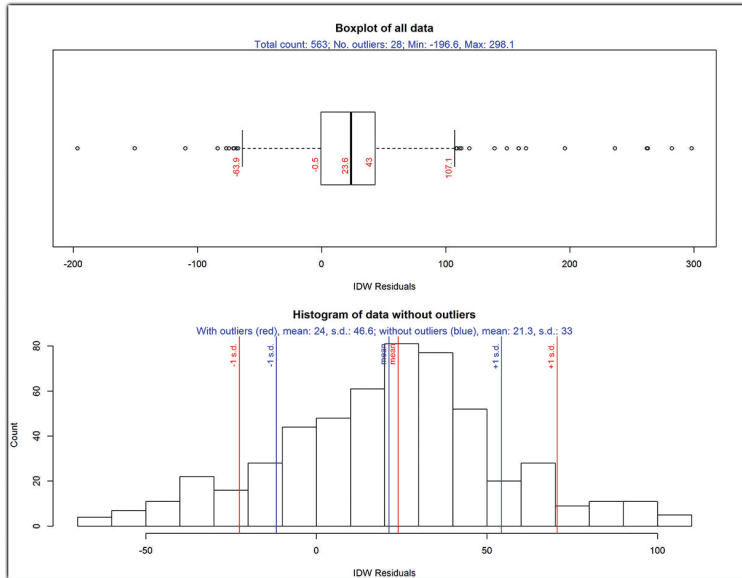 Boxplot of all data
Total count: 563; No. outliers: 28; Min: -196.6, Max: 298.1
-63.9
-0.5
23.6
43
107.1
-200 -100 0 100 200 300
IDW Residuals
Histogram of data without outliers
With outliers (red), mean: 24, s.d.: 46.6; without outliers (blue), mean: 21.3, s.d.: 33
-1 s.d.
-1 s.d.
mean
mean
+1 s.d.
+1 s.d.
80
60
40
20
0
Count
-50 0 50 100
IDW Residuals